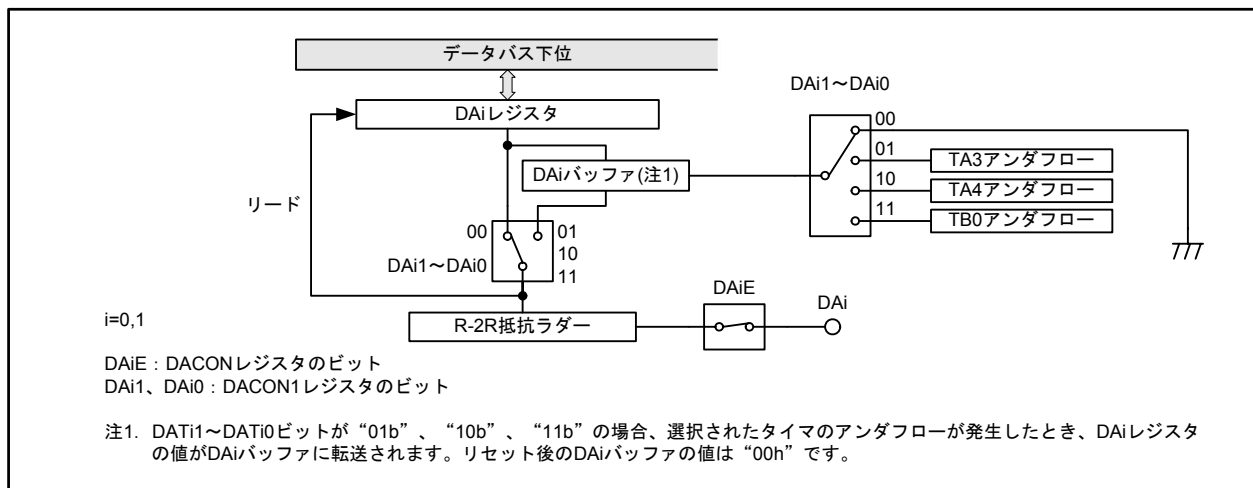 データバス下位
DAiレジスタ
DAi1～DAi0
00
01
TA3アンダフロー
10
TA4アンダフロー
11
TB0アンダフロー
DAiバッファ(注1)
リード
00
01
10
11
DAi1～DAi0
DAiE
DAi
R-2R抵抗ラダー
i=0,1
DAiE：DACONレジスタのビット
DAi1、DAi0：DACON1レジスタのビット
注1. DATi1～DATi0ビットが“01b”、“10b”、“11b”の場合、選択されたタイマのアンダフローが発生したとき、DAiレジスタ
の値がDAiバッファに転送されます。リセット後のDAiバッファの値は“00h”です。